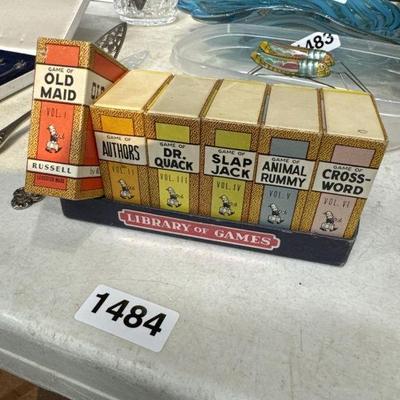 1483
GAME OF
OLD
MAID
VOL. I
RUSSELL
GAME OF
AUTHORS
VOL. II
GAME OF
DR.
QUACK
VOL. III
GAME OF
SLAP
JACK
VOL. IV
GAME OF
ANIMAL
RUMMY
VOL. V
GAME OF
CROSS-
WORD
VOL. VI
LIBRARY OF GAMES
1484